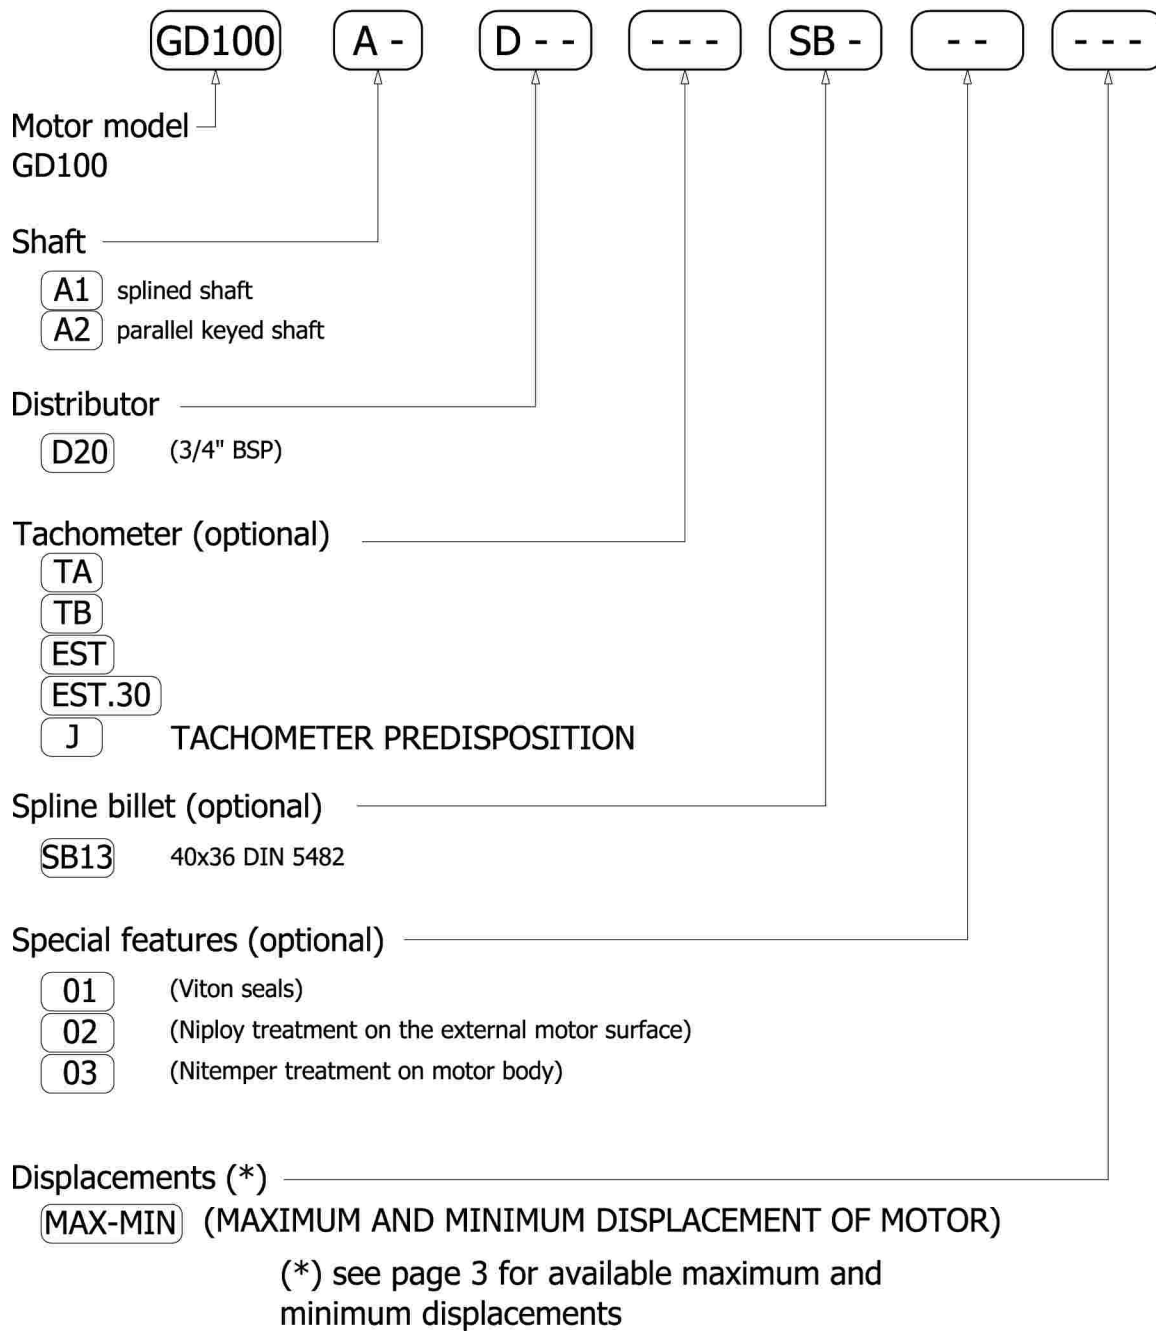 GD100 A - D - - - - - SB - - - - - -
Motor model
GD100
Shaft
A1 splined shaft
A2 parallel keyed shaft
Distributor
D20 (3/4" BSP)
Tachometer (optional)
TA
TB
EST
EST.30
J TACHOMETER PREDISPOSITION
Spline billet (optional)
SB13 40x36 DIN 5482
Special features (optional)
01 (Viton seals)
02 (Niploy treatment on the external motor surface)
03 (Nitemper treatment on motor body)
Displacements (*)
MAX-MIN (MAXIMUM AND MINIMUM DISPLACEMENT OF MOTOR)
(*) see page 3 for available maximum and
minimum displacements